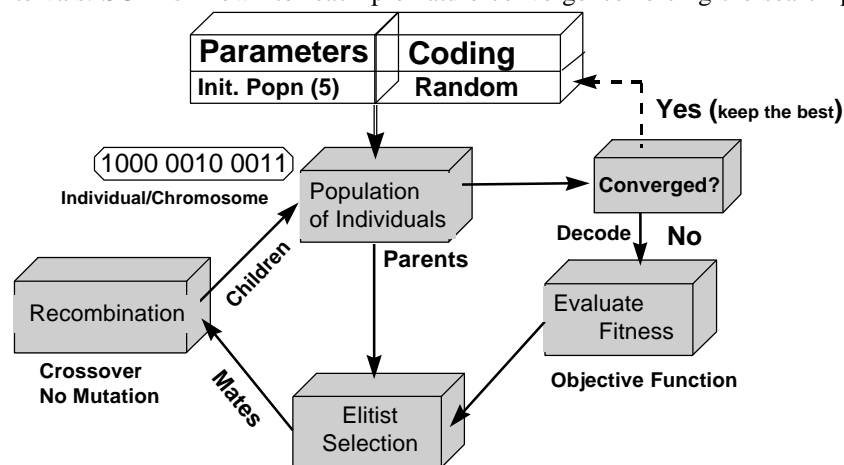 Parameters Coding
Init. Popn (5) Random
Yes (keep the best)
1000 0010 0011
Individual/Chromosome
Population
of Individuals
Converged?
Decode No
Parents
Children
Recombination
Evaluate
Fitness
Crossover
No Mutation
Mates
Objective Function
Elitist
Selection